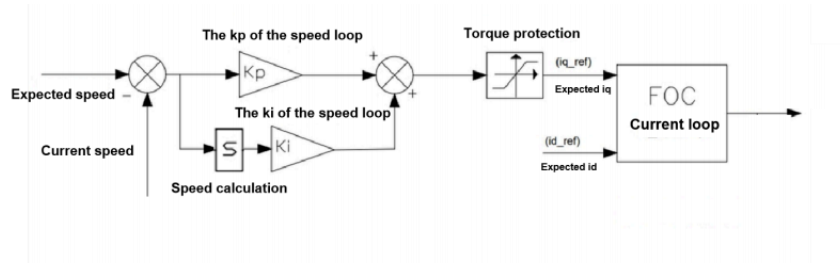 The kp of the speed loop
Torque protection
+
Kp
(iq_ref)
Expected speed
−
+
Expected iq
FOC
The ki of the speed loop
Current loop
Current speed
S
Ki
(id_ref)
Expected id
Speed calculation